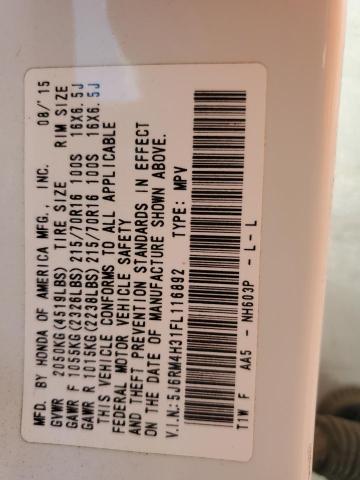 MFD. BY HONDA OF AMERICA MFG., INC. 08/'15
GVWR 2050KG(4519LBS) TIRE SIZE RIM SIZE
GAWR F 1055KG(2326LBS) 215/70R16 100S 16X6.5J
GAWR R 1015KG(2238LBS) 215/70R16 100S 16X6.5J
THIS VEHICLE CONFORMS TO ALL APPLICABLE
FEDERAL MOTOR VEHICLE SAFETY
AND THEFT PREVENTION STANDARDS IN EFFECT
ON THE DATE OF MANUFACTURE SHOWN ABOVE.
V.I.N:5J6RM4H31FL116892 TYPE: MPV
T1W F AA5- NH603P - L- L